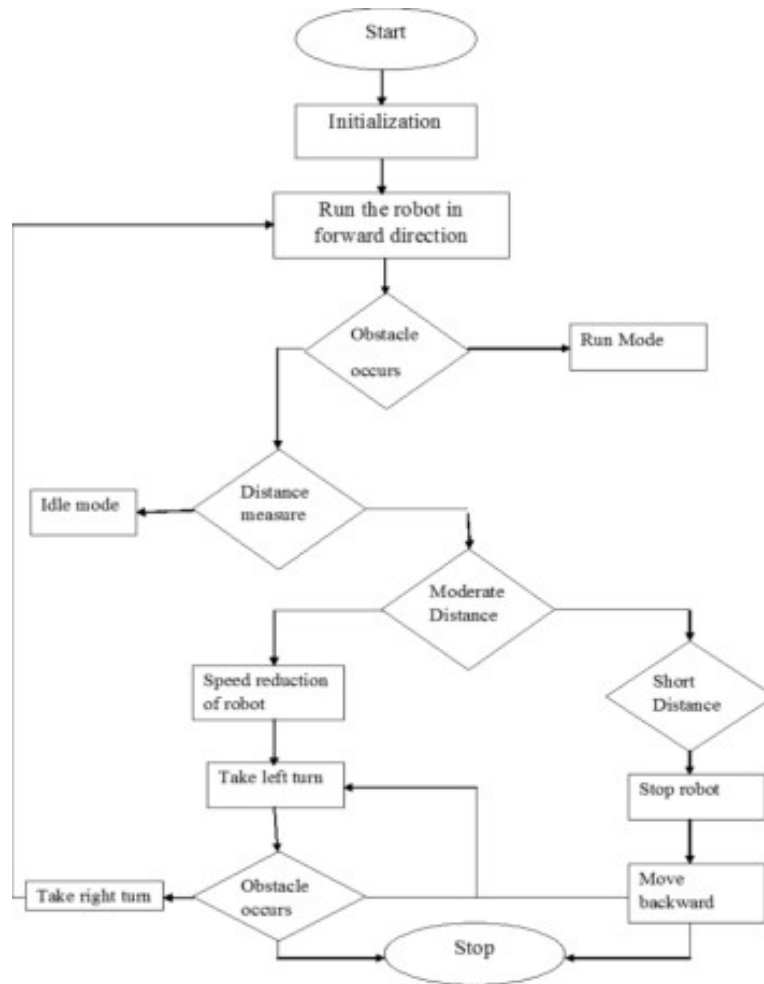 Start
Initialization
Run the robot in
forward direction
Obstacle
occurs
Run Mode
Distance
measure
Idle mode
Moderate
Distance
Speed reduction
of robot
Short
Distance
Take left turn
Stop robot
Take right turn
Obstacle
occurs
Move
backward
Stop